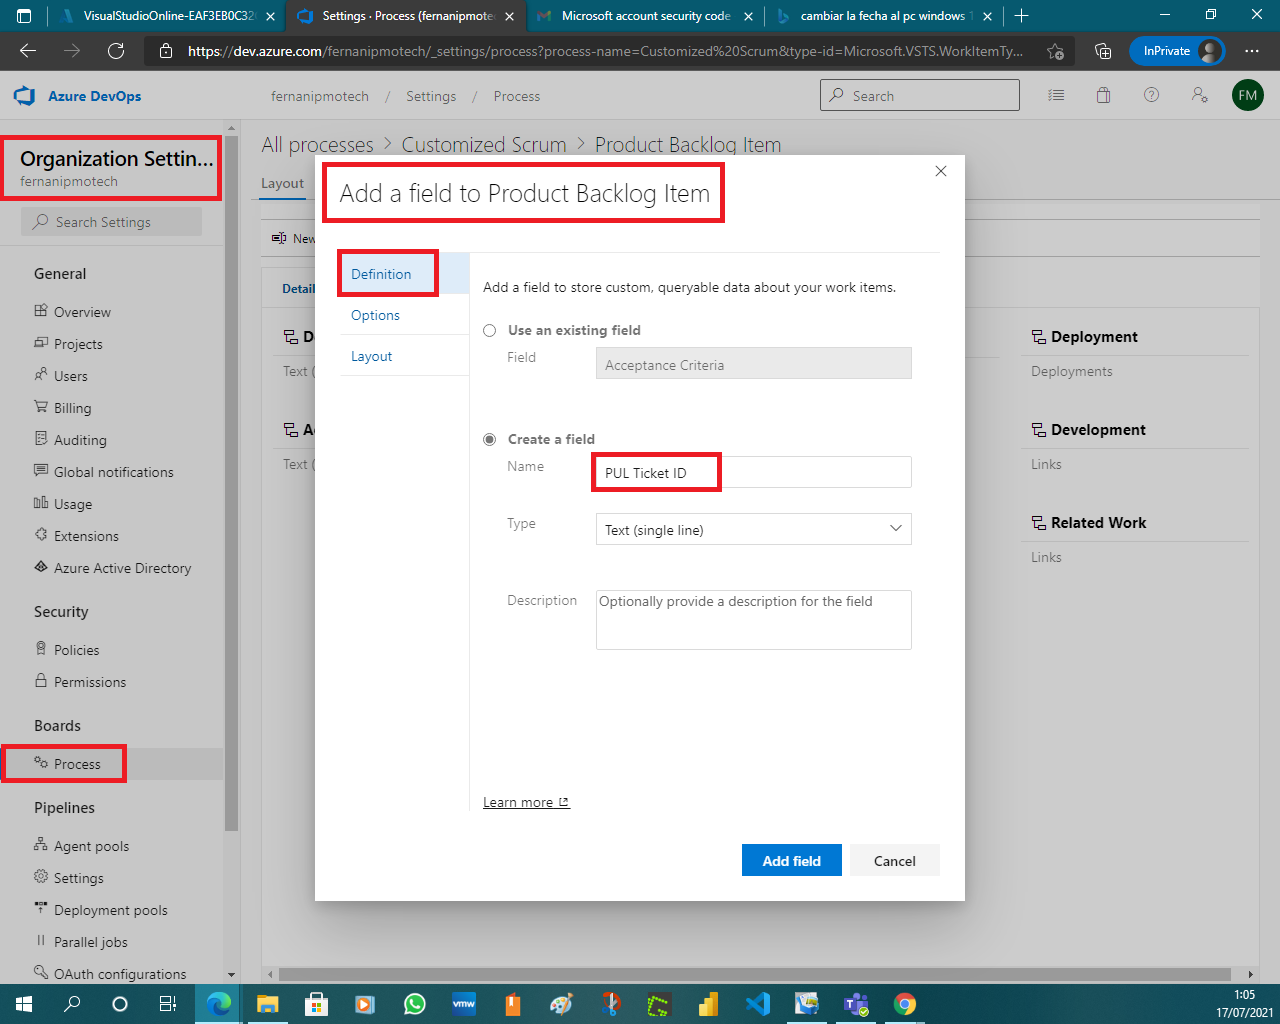 VisualStudioOnline-EAF3EB0C32
Settings · Process (fernanipmote
Microsoft account security code
cambiar la fecha al pc windows 1
https://dev.azure.com/fernanipmotech/_settings/process?process-name=Customized%20Scrum&type-id=Microsoft.VSTS.WorkItemTy...
InPrivate
Azure DevOps
fernanipmotech / Settings / Process
Search
FM
Organization Settin...
fernanipmotech
Search Settings
General
Overview
Projects
Users
Billing
Auditing
Global notifications
Usage
Extensions
Azure Active Directory
Security
Policies
Permissions
Boards
Process
Pipelines
Agent pools
Settings
Deployment pools
Parallel jobs
OAuth configurations
All processes > Customized Scrum > Product Backlog Item
Layout
New
Detail
D
Text (
A
Text (
Deployment
Deployments
Development
Links
Related Work
Links
Add a field to Product Backlog Item
Definition
Options
Layout
Add a field to store custom, queryable data about your work items.
Use an existing field
Field
Acceptance Criteria
Create a field
Name
PUL Ticket ID
Type
Text (single line)
Description
Optionally provide a description for the field
Learn more
Add field
Cancel
vmw
1:05
17/07/2021